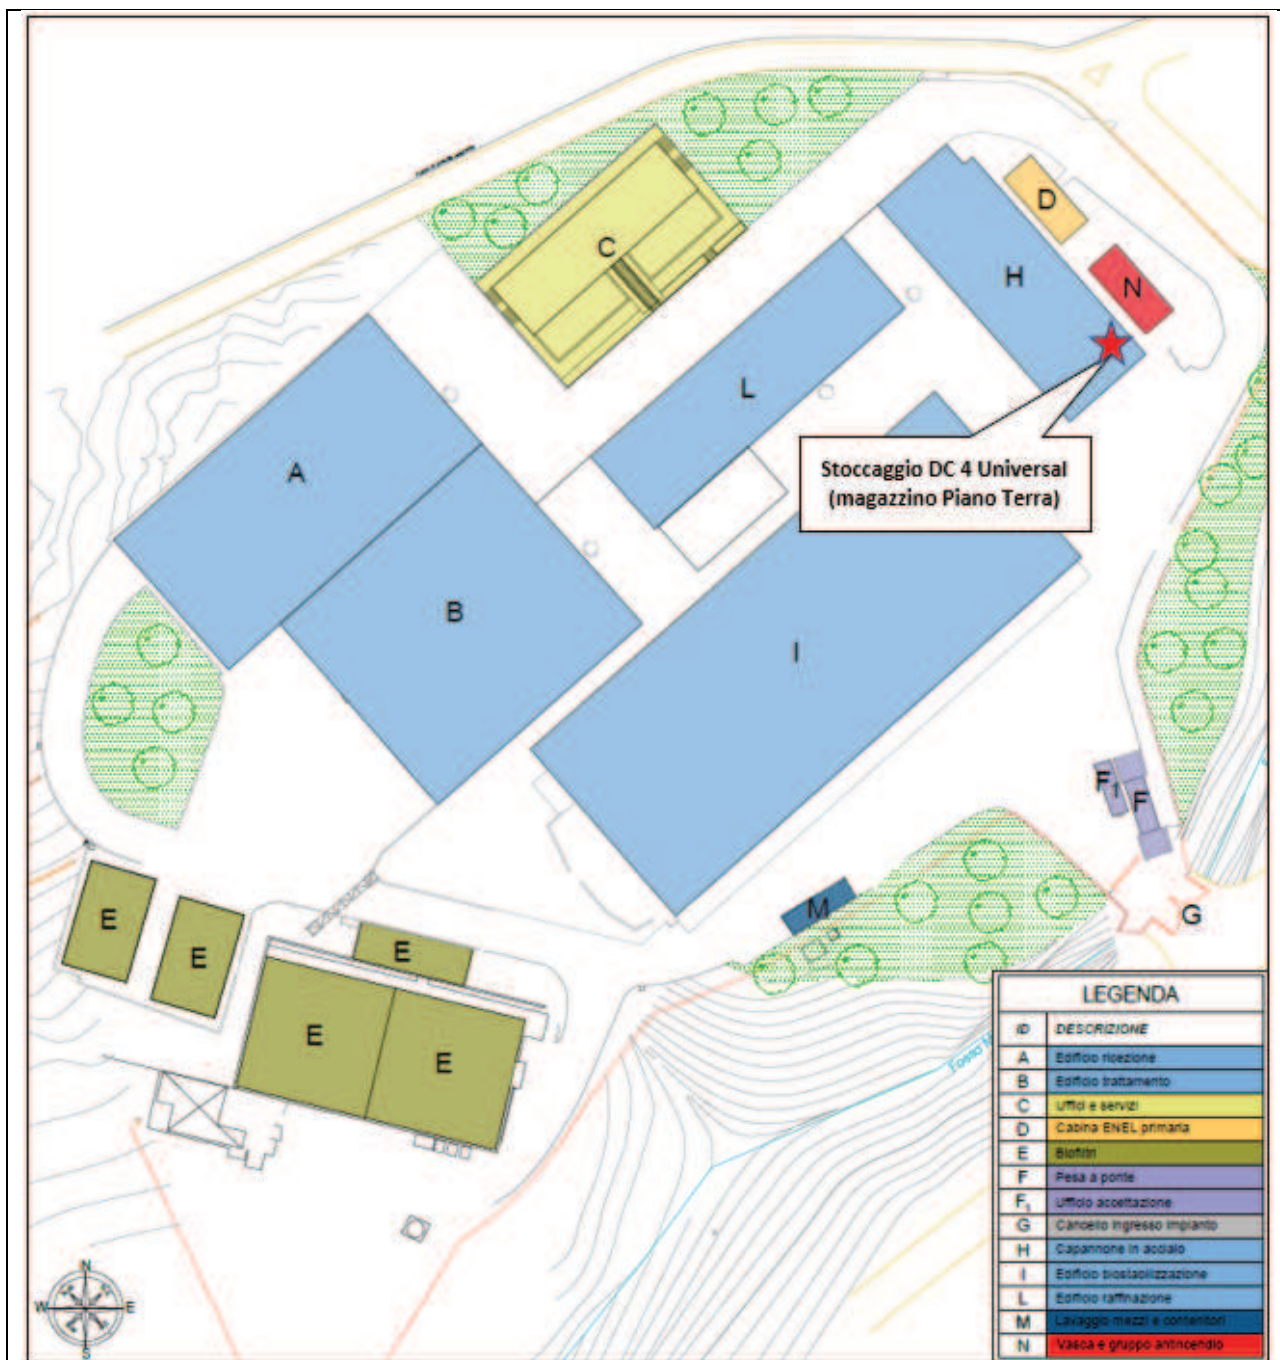 D
C
H
N
L
Stoccaggio DC 4 Universal
(magazzino Piano Terra)
A
B
I
F1
F
M
G
E
E
E
E
E
Fosso M
N
W E
S
LEGENDA
ID DESCRIZIONE
A Edificio ricezione
B Edificio trattamento
C Uffici e servizi
D Cabina ENEL primaria
E Biofiltri
F Pesa a ponte
F1 Ufficio accettazione
G Cancello ingresso impianto
H Capannone in acciaio
I Edificio biostabilizzazione
L Edificio raffinazione
M Lavaggio mezzi e contenitori
N Vasca e gruppo antincendio